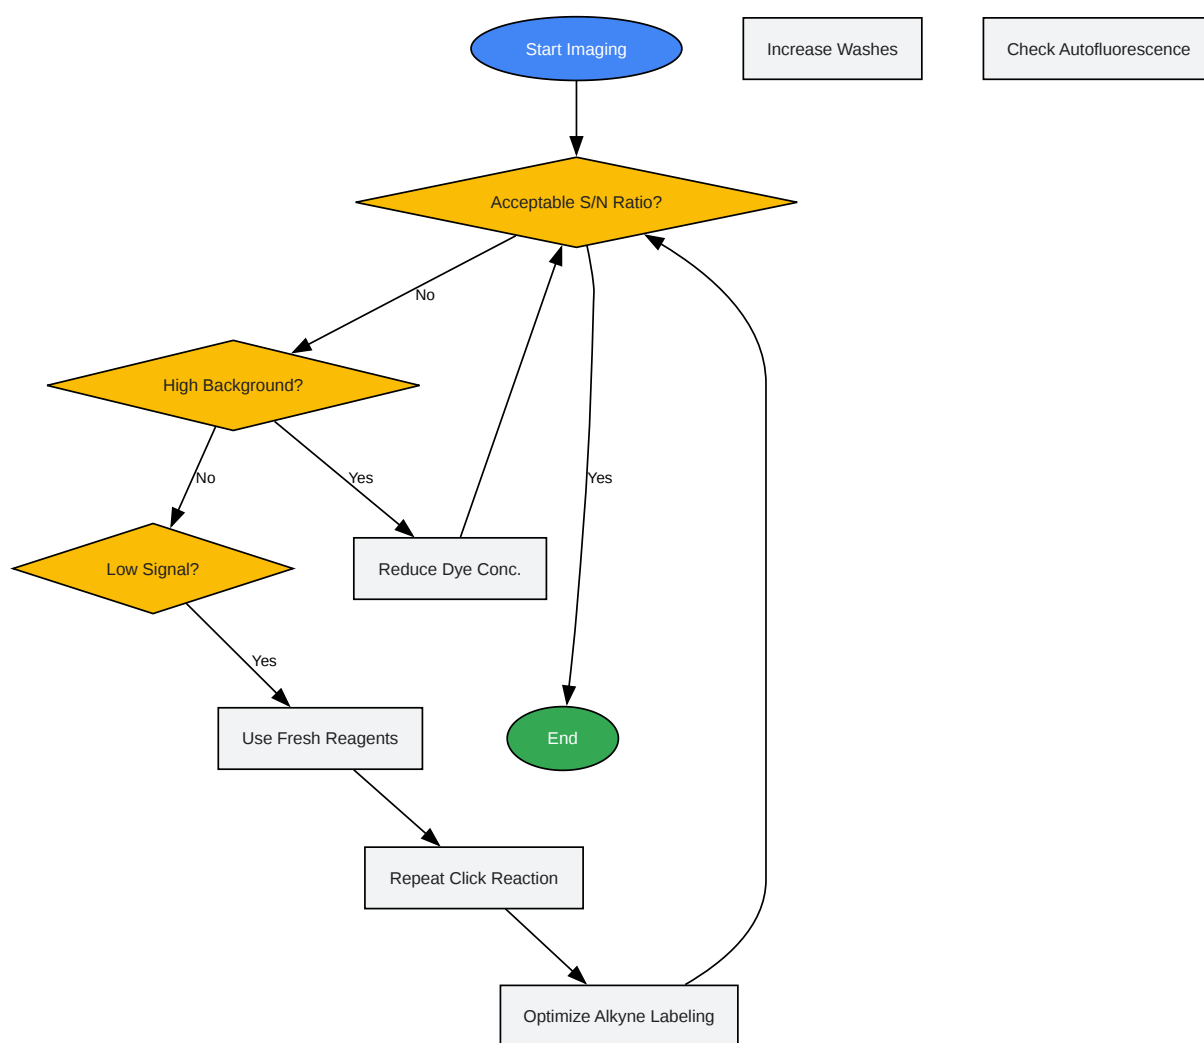 Start Imaging
Increase Washes
Check Autofluorescence
Acceptable S/N Ratio?
No
High Background?
No
Yes
Yes
Low Signal?
Reduce Dye Conc.
Yes
Use Fresh Reagents
End
Repeat Click Reaction
Optimize Alkyne Labeling